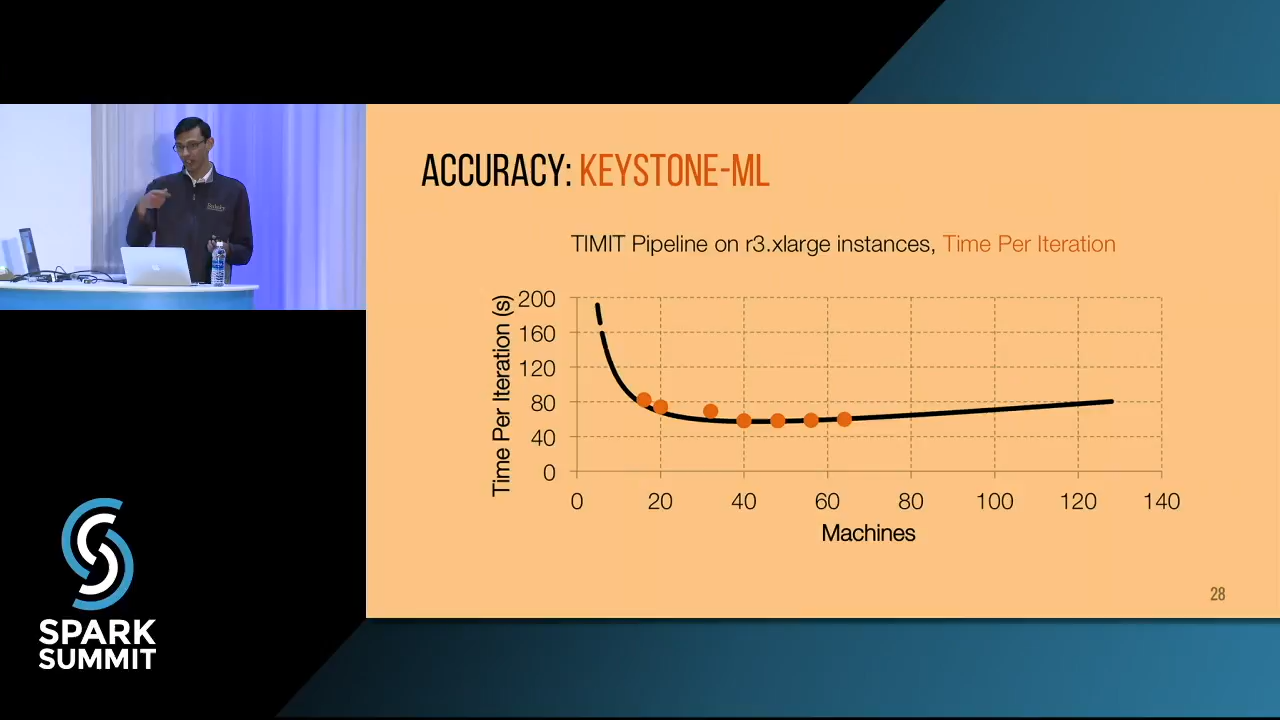 ACCURACY: KEYSTONE-ML
TIMIT Pipeline on r3.xlarge instances, Time Per Iteration
Time Per Iteration (s)
200
160
120
80
40
0
0 20 40 60 80 100 120 140
Machines
28
SPARK
SUMMIT